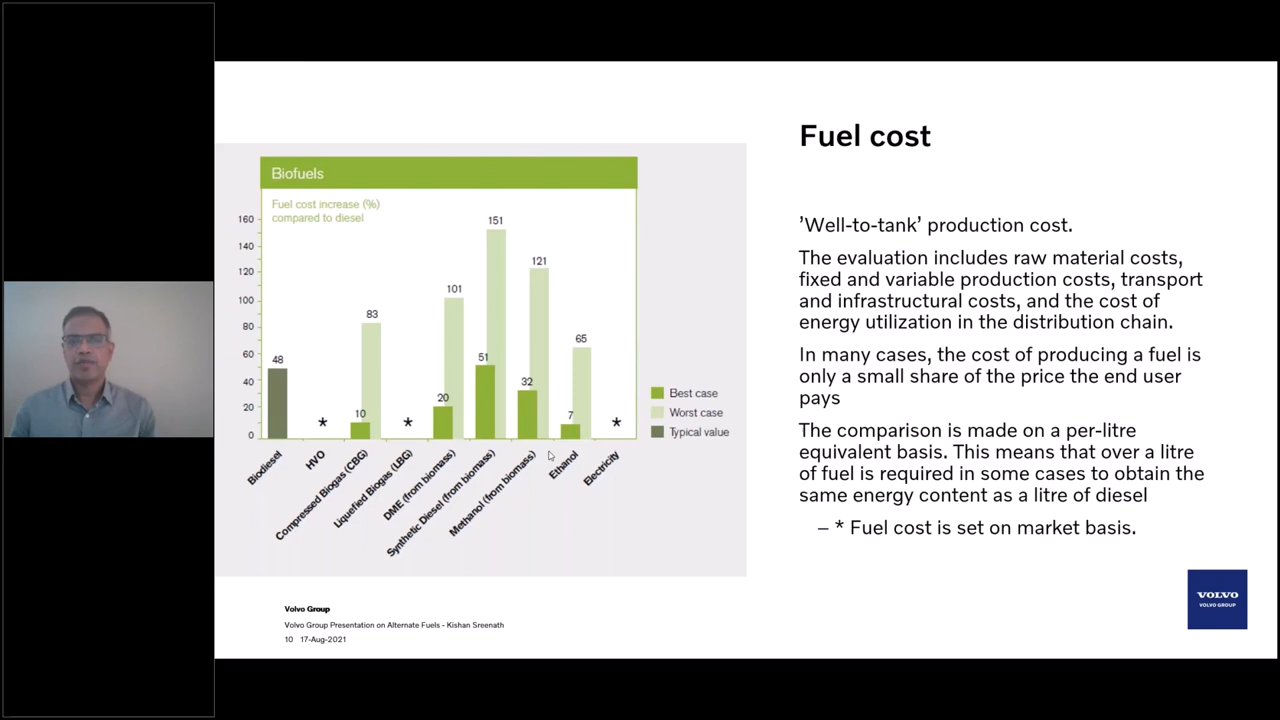 Fuel cost
Biofuels
Fuel cost increase (%)
compared to diesel
160
140
120
100
80
60
40
20
0
48
*
10
83
*
20
101
51
151
32
121
7
65
*
Biodiesel
HVO
Compressed Biogas (CBG)
Liquefied Biogas (LBG)
DME (from biomass)
Synthetic Diesel (from biomass)
Methanol (from biomass)
Ethanol
Electricity
Best case
Worst case
Typical value
’Well-to-tank’ production cost.
The evaluation includes raw material costs,
fixed and variable production costs, transport
and infrastructural costs, and the cost of
energy utilization in the distribution chain.
In many cases, the cost of producing a fuel is
only a small share of the price the end user
pays
The comparison is made on a per-litre
equivalent basis. This means that over a litre
of fuel is required in some cases to obtain the
same energy content as a litre of diesel
– * Fuel cost is set on market basis.
Volvo Group
Volvo Group Presentation on Alternate Fuels - Kishan Sreenath
10 17-Aug-2021
VOLVO
VOLVO GROUP